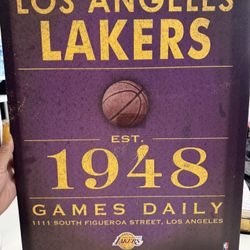 LOS ANGELES
LAKERS
EST.
1948
GAMES DAILY
1111 SOUTH FIGUEROA STREET, LOS ANGELES
LAKERS